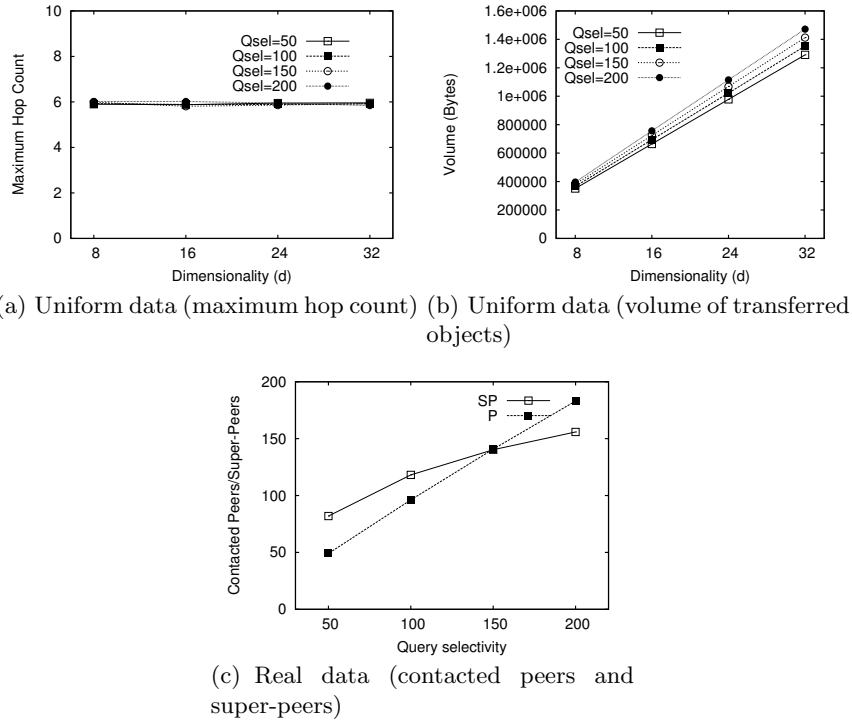 10
8
6
4
2
0
Maximum Hop Count
Qsel=50
Qsel=100
Qsel=150
Qsel=200
8 16 24 32
Dimensionality (d)
1.6e+006
1.4e+006
1.2e+006
1e+006
800000
600000
400000
200000
0
Volume (Bytes)
Qsel=50
Qsel=100
Qsel=150
Qsel=200
8 16 24 32
Dimensionality (d)
a) Uniform data (maximum hop count)
(b) Uniform data (volume of transferred
objects)
200
150
100
50
0
Contacted Peers/Super-Peers
SP
P
50 100 150 200
Query selectivity
(c) Real data (contacted peers and
super-peers)